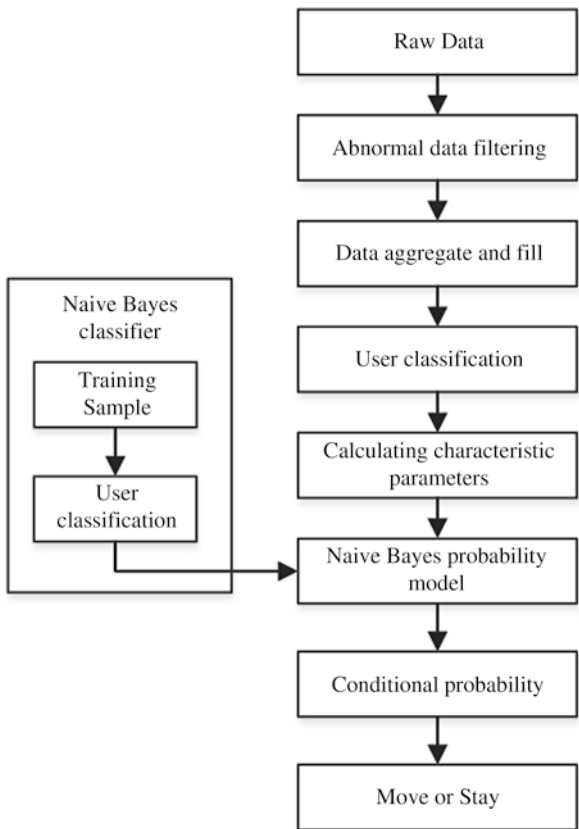 Raw Data
Abnormal data filtering
Data aggregate and fill
User classification
Calculating characteristic
parameters
Naive Bayes probability
model
Conditional probability
Move or Stay
Naive Bayes
classifier
Training
Sample
User
classification